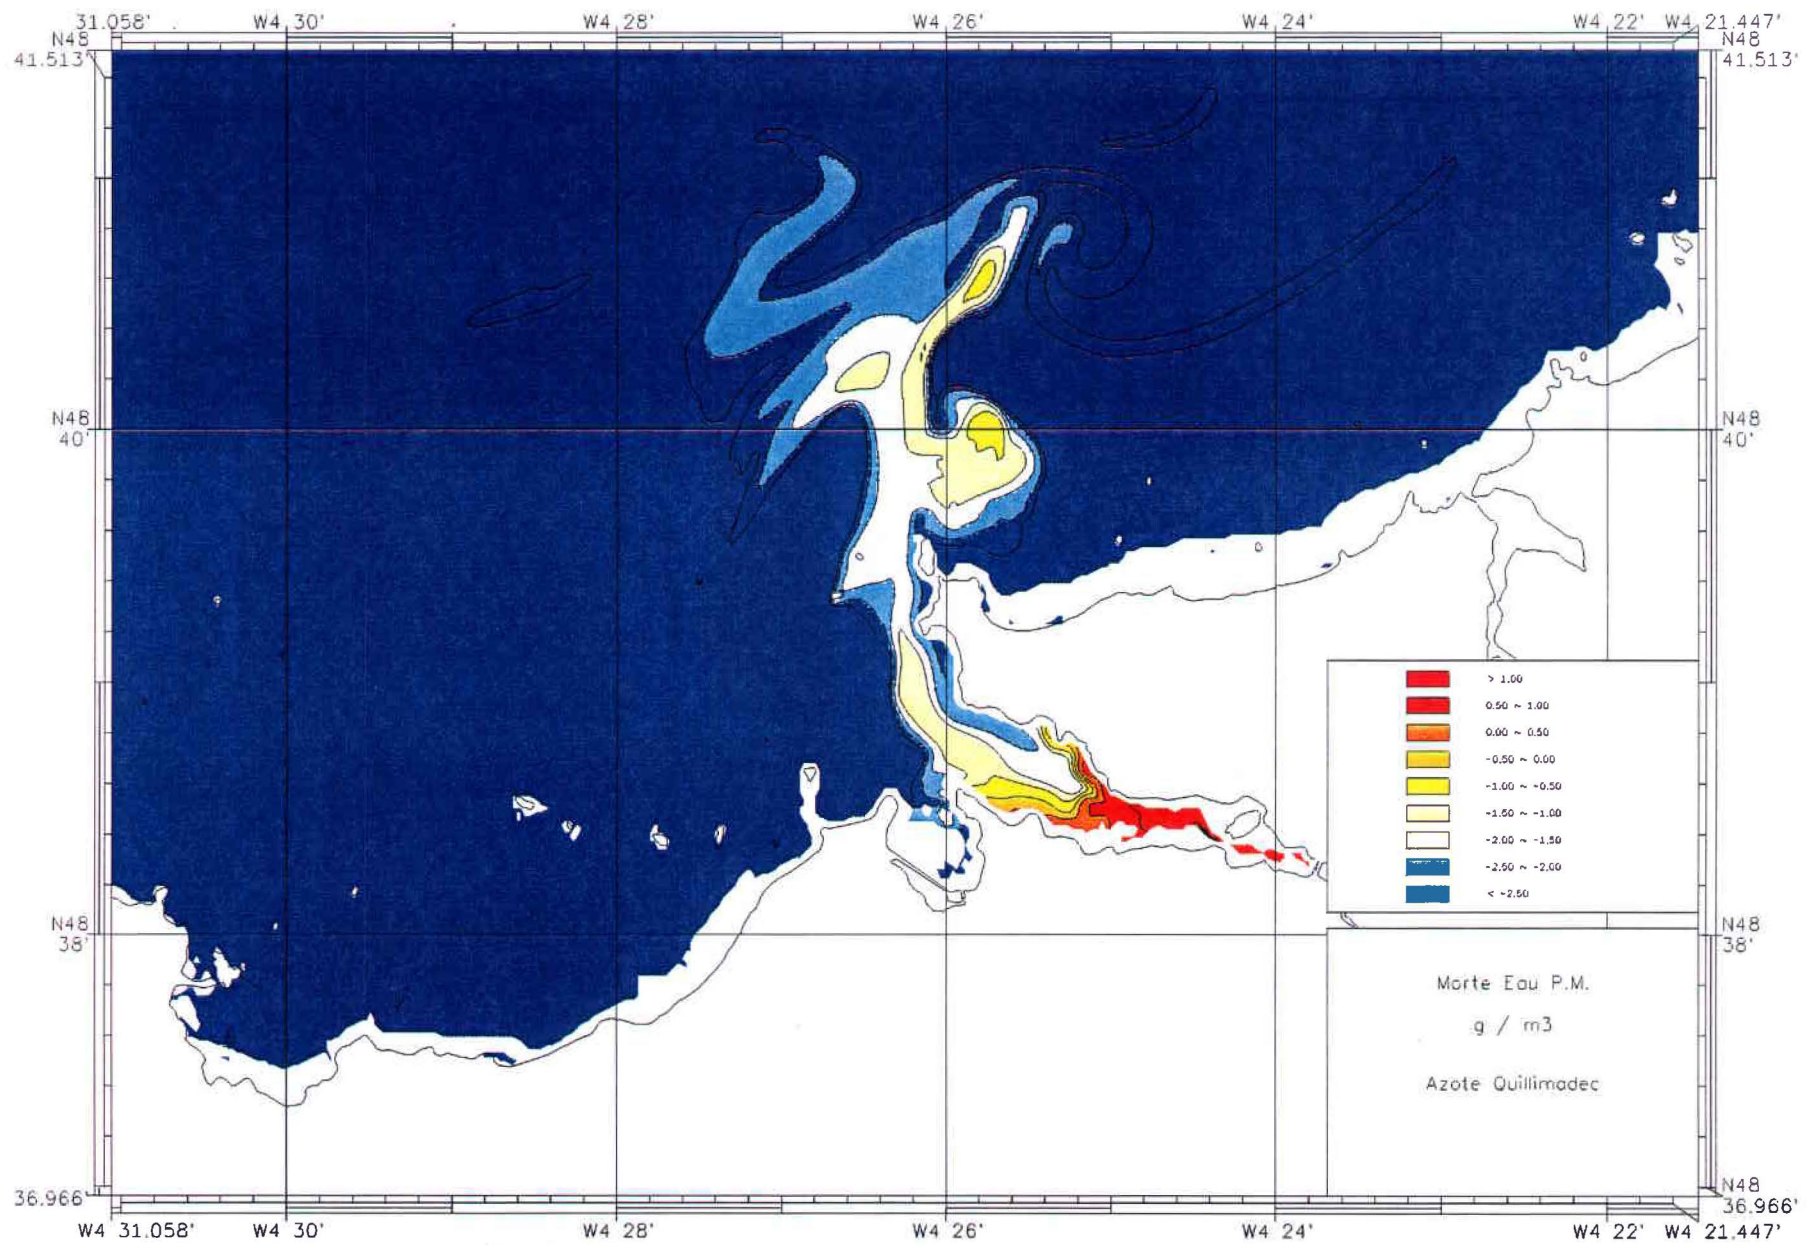 31.058' W4 30' W4 28' W4 26' W4 24' W4 22' W4 21.447'
N48 N48
41.513' 41.513'
N48 N48
40' 40'
> 1.00
0.50 ~ 1.00
0.00 ~ 0.50
-0.50 ~ 0.00
-1.00 ~ -0.50
-1.50 ~ -1.00
-2.00 ~ -1.50
-2.50 ~ -2.00
< -2.50
N48 N48
38' 38'
Morte Eau P.M.
g / m3
Azote Quillimadec
N48
36.966' 36.966'
W4 31.058' W4 30' W4 28' W4 26' W4 24' W4 22' W4 21.447'